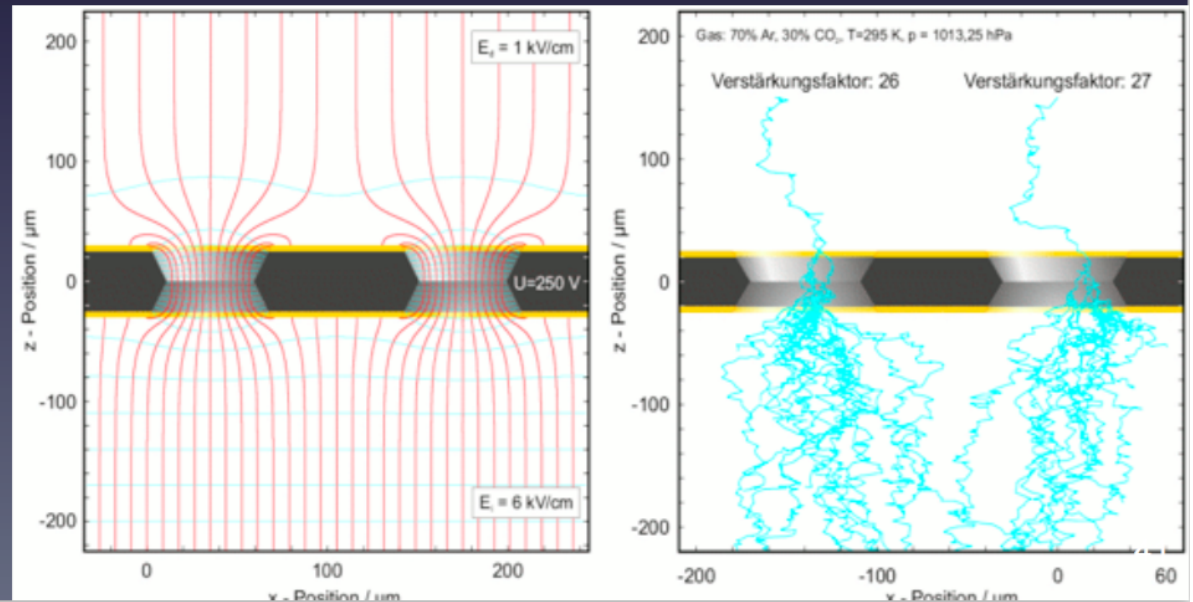 200
100
0
-100
-200
z - Position / µm
E_d = 1 kV/cm
U=250 V
E_i = 6 kV/cm
0
100
200
x - Position / µm
200
100
0
-100
-200
z - Position / µm
Gas: 70% Ar, 30% CO₂, T=295 K, p = 1013,25 hPa
Verstärkungsfaktor: 26
Verstärkungsfaktor: 27
-200
-100
0
60
x - Position / µm